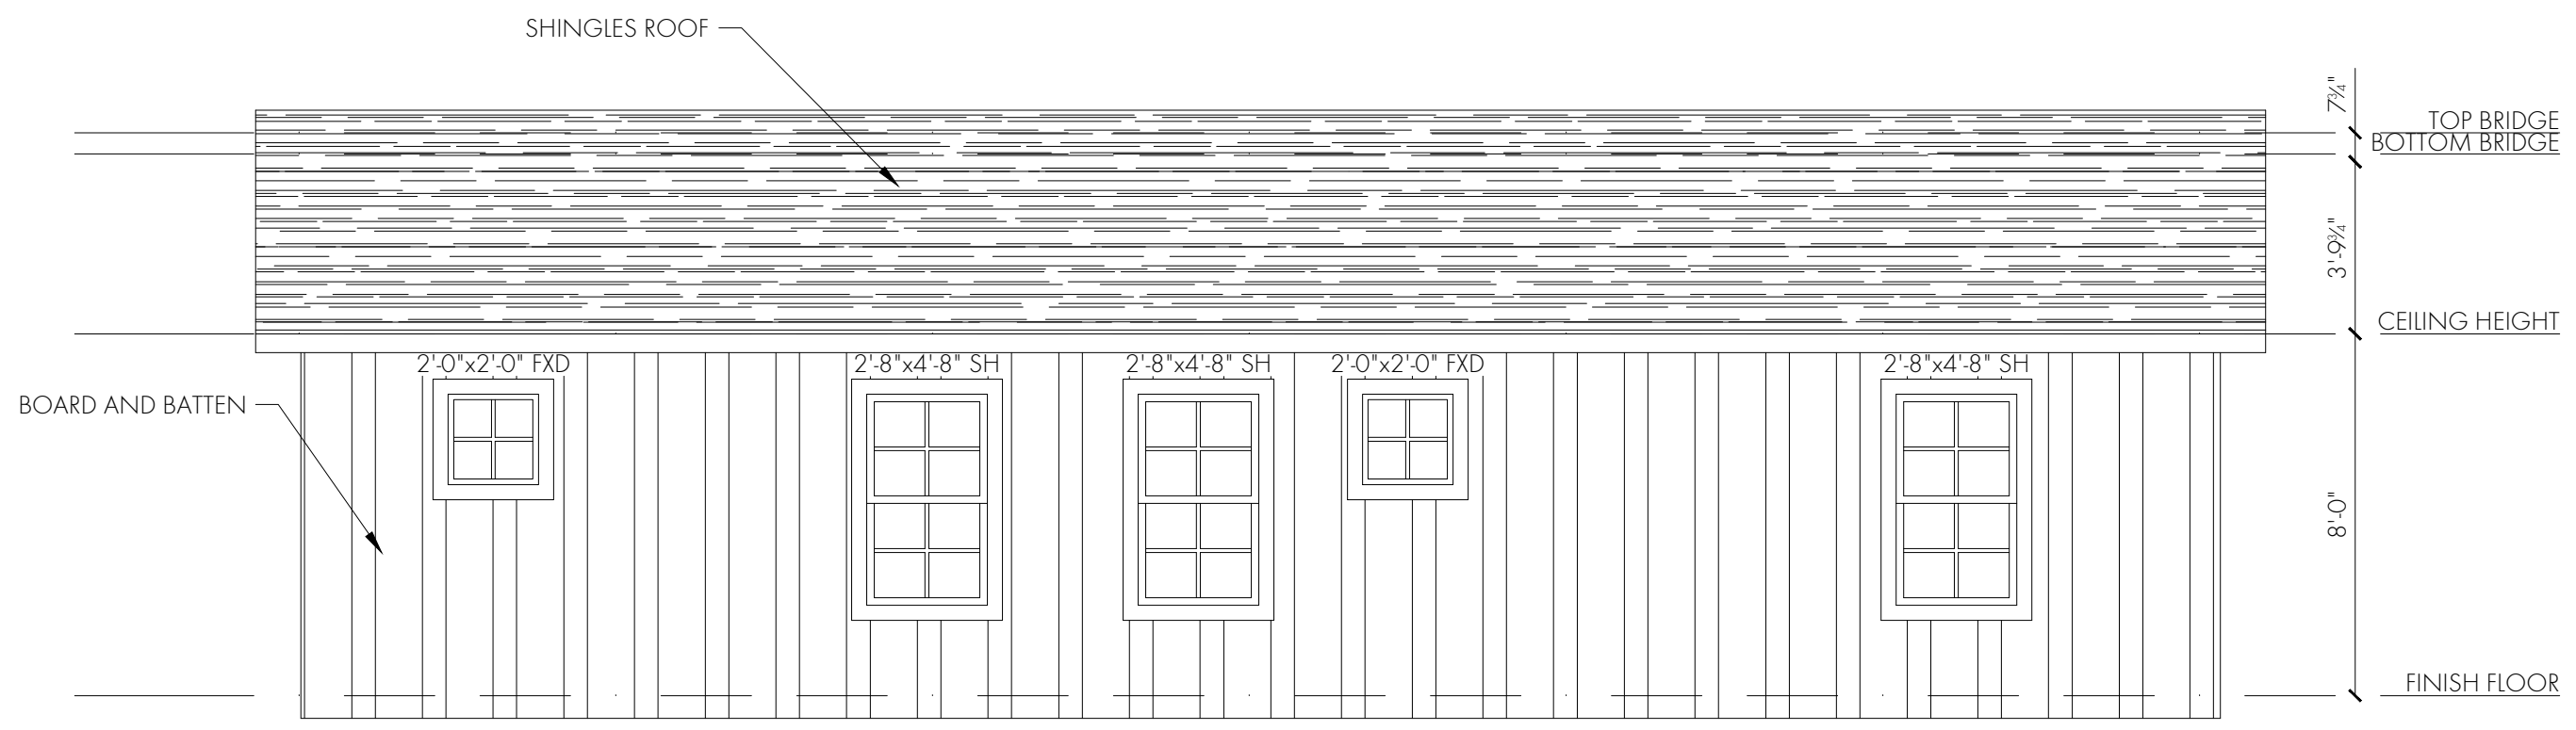 SHINGLES ROOF
7¾"
TOP BRIDGE
BOTTOM BRIDGE
3'-9¾"
CEILING HEIGHT
2'-0"x2'-0" FXD
2'-8"x4'-8" SH
2'-8"x4'-8" SH
2'-0"x2'-0" FXD
2'-8"x4'-8" SH
BOARD AND BATTEN
8'-0"
FINISH FLOOR